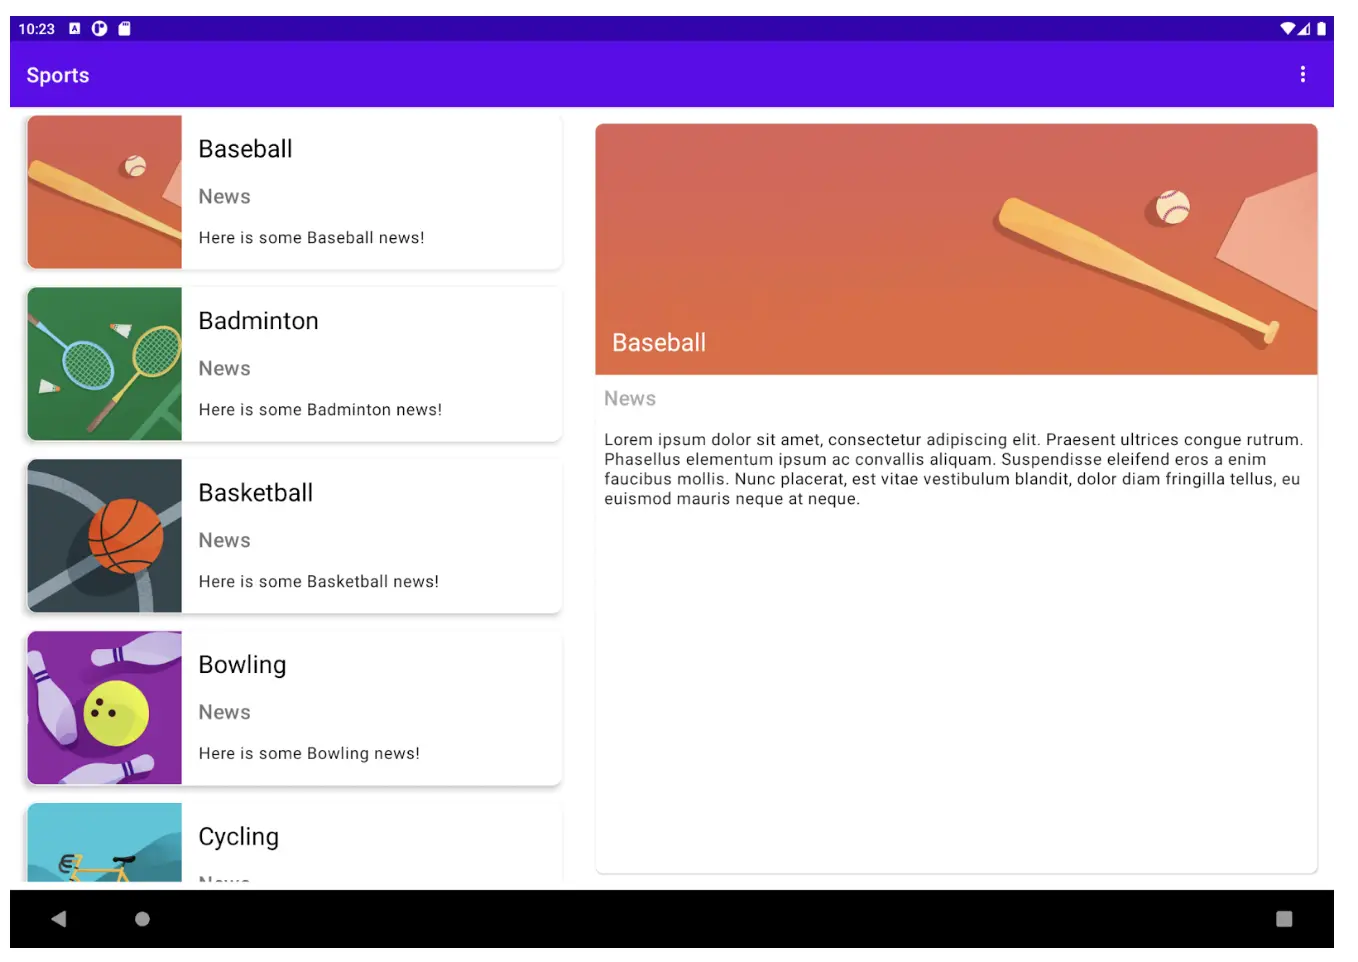 10:23
Sports
Baseball
News
Here is some Baseball news!
Badminton
News
Here is some Badminton news!
Basketball
News
Here is some Basketball news!
Bowling
News
Here is some Bowling news!
Cycling
News
Baseball
News
Lorem ipsum dolor sit amet, consectetur adipiscing elit. Praesent ultrices congue rutrum.
Phasellus elementum ipsum ac convallis aliquam. Suspendisse eleifend eros a enim
faucibus mollis. Nunc placerat, est vitae vestibulum blandit, dolor diam fringilla tellus, eu
euismod mauris neque at neque.